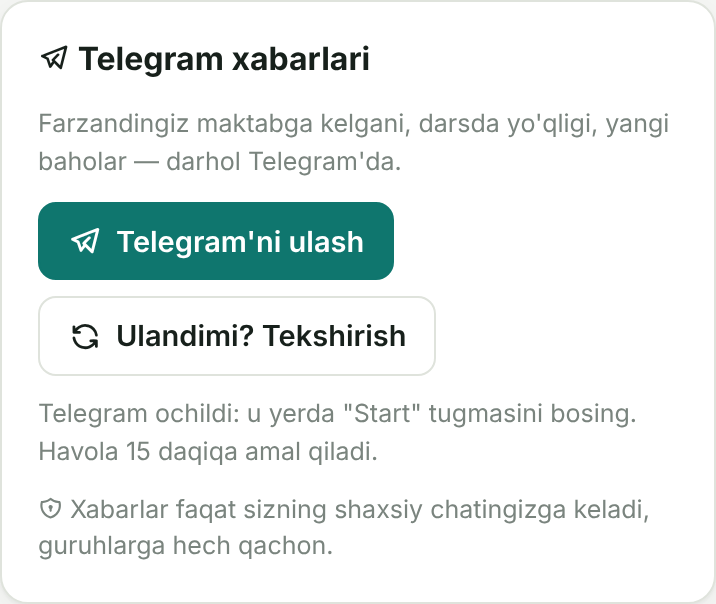 Telegram xabarlari
Farzandingiz maktabga kelgani, darsda yo'qligi, yangi
baholar — darhol Telegram'da.
Telegram'ni ulash
Ulandimi? Tekshirish
Telegram ochildi: u yerda "Start" tugmasini bosing.
Havola 15 daqiqa amal qiladi.
Xabarlar faqat sizning shaxsiy chatingizga keladi,
guruhlarga hech qachon.